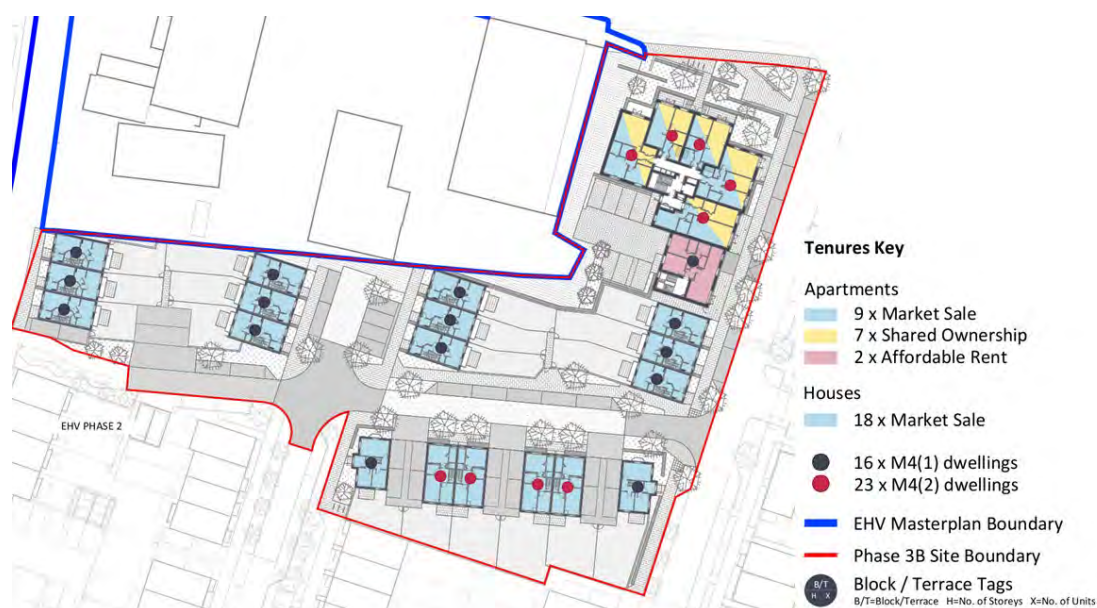 EHV PHASE 2
Tenures Key
Apartments
9 x Market Sale
7 x Shared Ownership
2 x Affordable Rent
Houses
18 x Market Sale
16 x M4(1) dwellings
23 x M4(2) dwellings
EHV Masterplan Boundary
Phase 3B Site Boundary
B/T
H X
Block / Terrace Tags
B/T=Block/Terrace H=No. of Storeys X=No. of Units